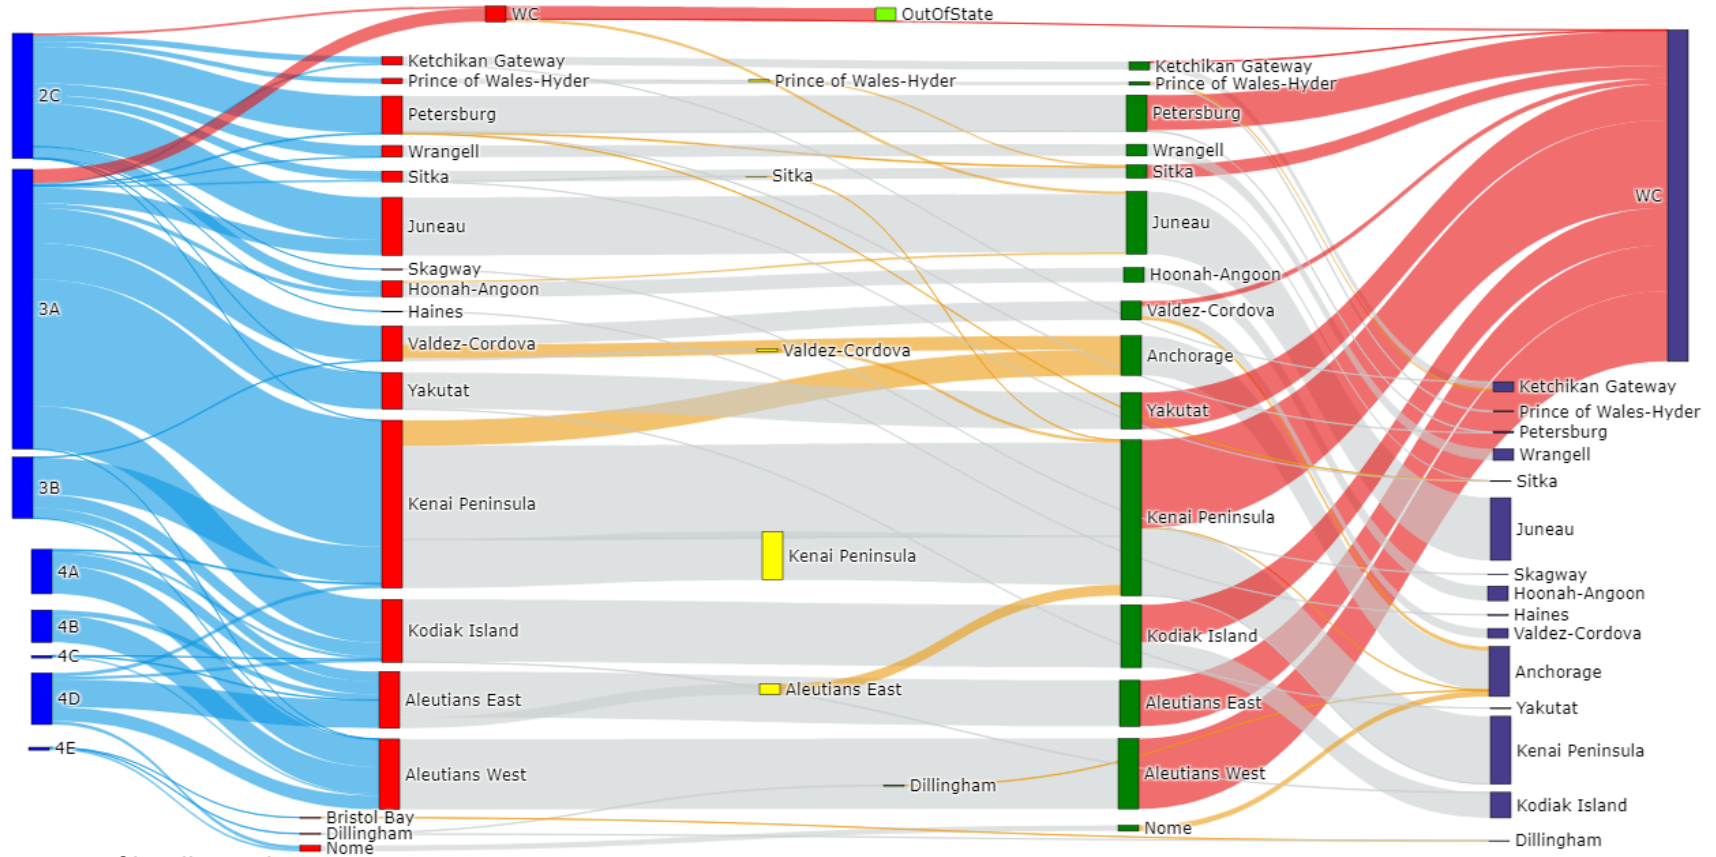 2C
3A
3B
4A
4B
4C
4D
4E
WC
Ketchikan Gateway
Prince of Wales-Hyder
Petersburg
Wrangell
Sitka
Juneau
Skagway
Hoonah-Angoon
Haines
Valdez-Cordova
Yakutat
Kenai Peninsula
Kodiak Island
Aleutians East
Aleutians West
Bristol Bay
Dillingham
Nome
Prince of Wales-Hyder
Sitka
Valdez-Cordova
Kenai Peninsula
Aleutians East
Dillingham
OutOfState
Ketchikan Gateway
Prince of Wales-Hyder
Petersburg
Wrangell
Sitka
Juneau
Hoonah-Angoon
Valdez-Cordova
Anchorage
Yakutat
Kenai Peninsula
Kodiak Island
Aleutians East
Aleutians West
Nome
WC
Ketchikan Gateway
Prince of Wales-Hyder
Petersburg
Wrangell
Sitka
Juneau
Skagway
Hoonah-Angoon
Haines
Valdez-Cordova
Anchorage
Yakutat
Kenai Peninsula
Kodiak Island
Dillingham